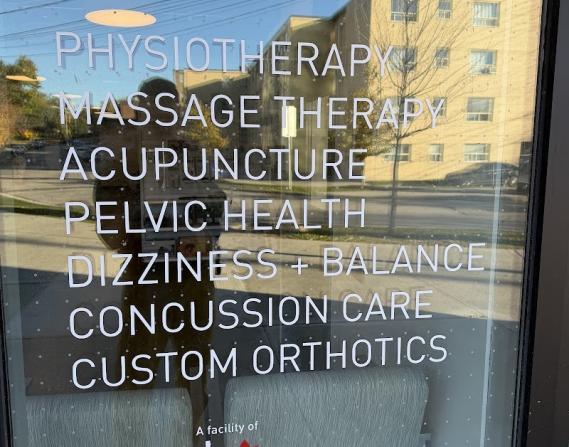 PHYSIOTHERAPY
MASSAGE THERAPY
ACUPUNCTURE
PELVIC HEALTH
DIZZINESS + BALANCE
CONCUSSION CARE
CUSTOM ORTHOTICS
A facility of